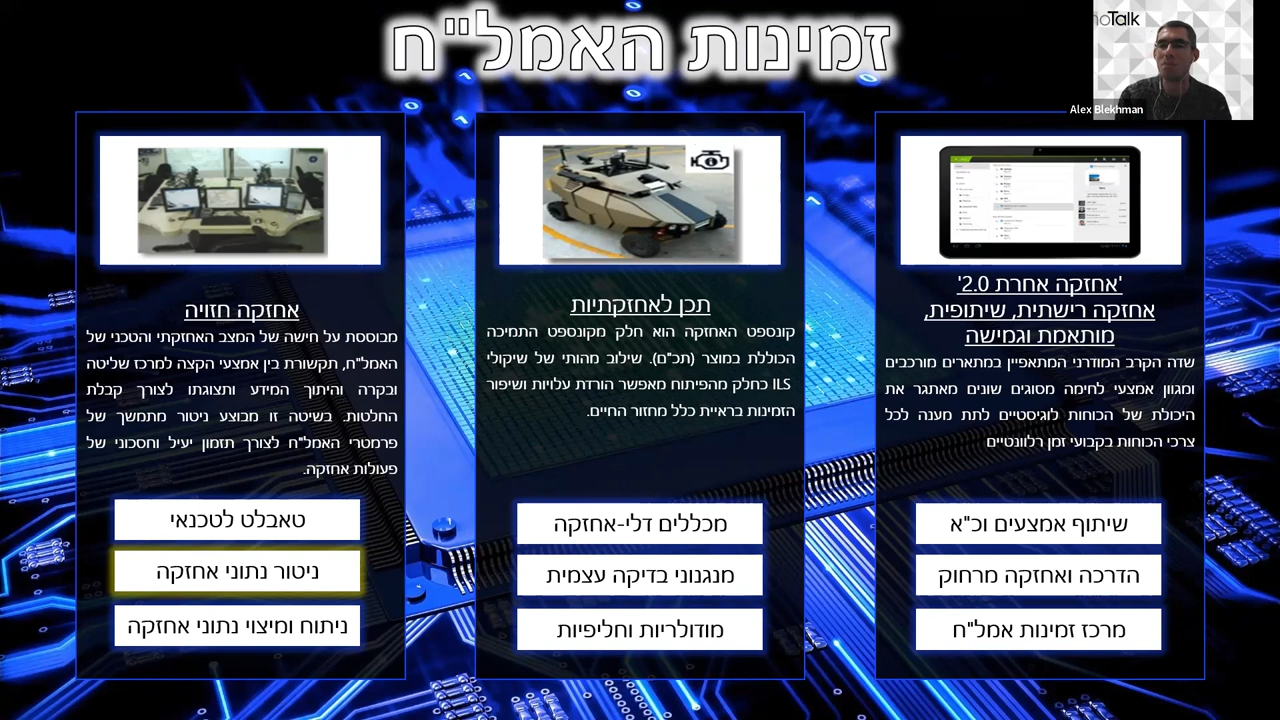 זמינות האמל"ח
noTalk
Alex Blekhman
'אחזקה אחרת 2.0'
אחזקה רישתית, שיתופית,
מותאמת וגמישה
שדה הקרב המודרני המתאפיין במתארים מורכבים
ומגוון אמצעי לחימה מסוגים שונים מאתגר את
היכולת של הכוחות לוגיסטיים לתת מענה לכל
צרכי הכוחות בקבועי זמן רלוונטיים
שיתוף אמצעים וכ"א
הדרכה ואחזקה מרחוק
מרכז זמינות אמל"ח
תכן לאחזקתיות
קונספט האחזקה הוא חלק מקונספט התמיכה
הכוללת במוצר (תכ"ם). שילוב מהותי של שיקולי
ILS כחלק מהפיתוח מאפשר הורדת עלויות ושיפור
הזמינות בראיית כלל מחזור החיים.
מכללים דלי-אחזקה
מנגנוני בדיקה עצמית
מודולריות וחליפיות
אחזקה חזויה
מבוססת על חישה של המצב האחזקתי והטכני של
האמל"ח, תקשורת בין אמצעי הקצה למרכז שליטה
ובקרה והיתוך המידע ותצוגתו לצורך קבלת
החלטות. בשיטה זו מבוצע ניטור מתמשך של
פרמטרי האמל"ח לצורך תזמון יעיל וחסכוני של
פעולות אחזקה.
טאבלט לטכנאי
ניטור נתוני אחזקה
ניתוח ומיצוי נתוני אחזקה